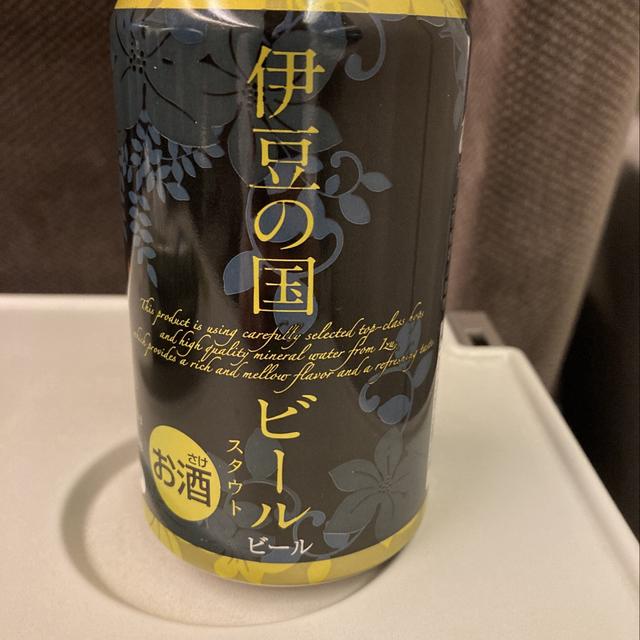 伊豆の国
This product is using carefully selected top-class hops
and high quality mineral water from Izu,
which provides a rich and mellow flavor and a refreshing taste.
ビール
スタウト
さけ
お酒
ビール